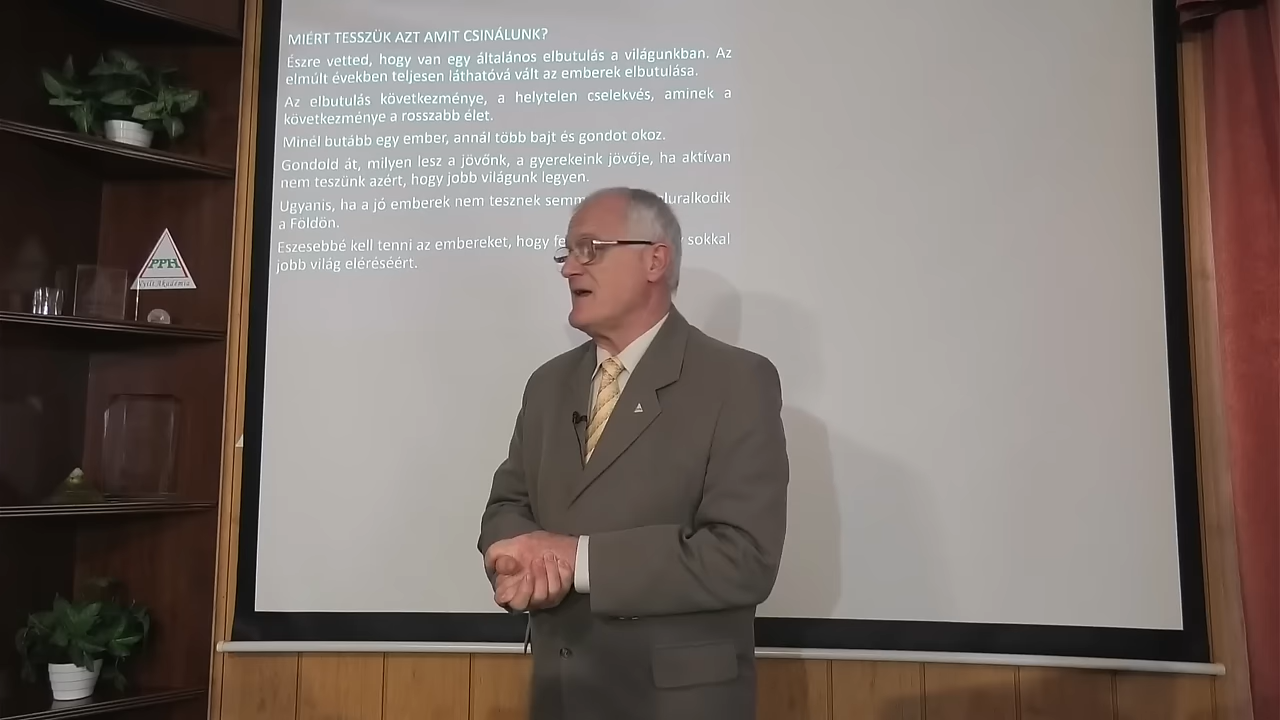 MIÉRT TESSZÜK AZT AMIT CSINÁLUNK?
Észre vetted, hogy van egy általános elbutulás a világunkban. Az
elmúlt években teljesen láthatóvá vált az emberek elbutulása.
Az elbutulás következménye, a helytelen cselekvés, aminek a
következménye a rosszabb élet.
Minél butább egy ember, annál több bajt és gondot okoz.
Gondold át, milyen lesz a jövőnk, a gyerekeink jövője, ha aktívan
nem teszünk azért, hogy jobb világunk legyen.
Ugyanis, ha a jó emberek nem tesznek
a Földön.
Eszesebbé kell tenni az embereket, hogy sokkal
jobb világ eléréséért.
PPH
Nyílt Akadémia